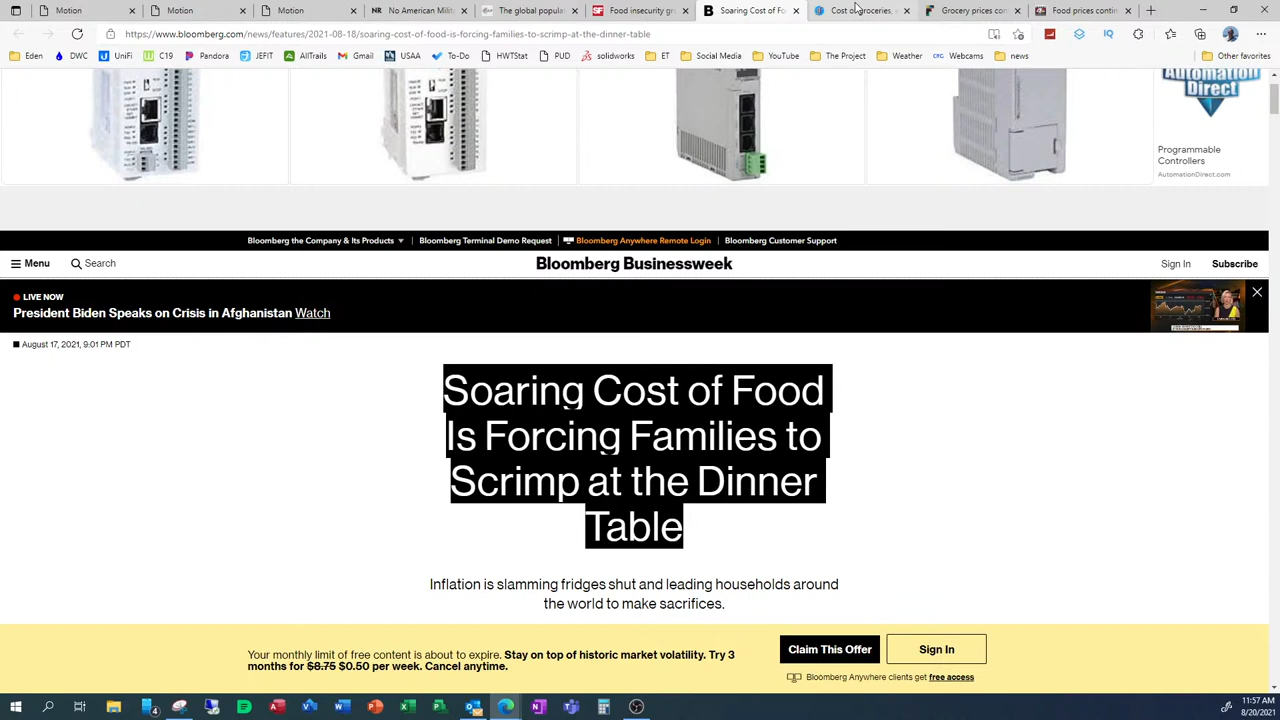 Motion
Motion
Motion
North American
The global populat
Food insecurity gr
Soaring Cost of Fo
Cost of groceries,
Grocery prices con
Food prices contin
https://www.bloomberg.com/news/features/2021-08-18/soaring-cost-of-food-is-forcing-families-to-scrimp-at-the-dinner-table
Eden
DWC
UniFi
C19
Pandora
JEFIT
AllTrails
Gmail
USAA
To-Do
HWTStat
PUD
solidworks
ET
Social Media
YouTube
The Project
Weather
Webcams
news
Other favorites
Automation
Direct
Programmable
Controllers
AutomationDirect.com
Bloomberg the Company & Its Products
Bloomberg Terminal Demo Request
Bloomberg Anywhere Remote Login
Bloomberg Customer Support
Menu
Search
Bloomberg Businessweek
Sign In
Subscribe
LIVE NOW
President Biden Speaks on Crisis in Afghanistan Watch
August 17, 2021, 9:01 PM PDT
Soaring Cost of Food
Is Forcing Families to
Scrimp at the Dinner
Table
Inflation is slamming fridges shut and leading households around
the world to make sacrifices.
Your monthly limit of free content is about to expire. Stay on top of historic market volatility. Try 3
months for $8.75 $0.50 per week. Cancel anytime.
Claim This Offer
Sign In
Bloomberg Anywhere clients get free access
11:57 AM
8/20/2021